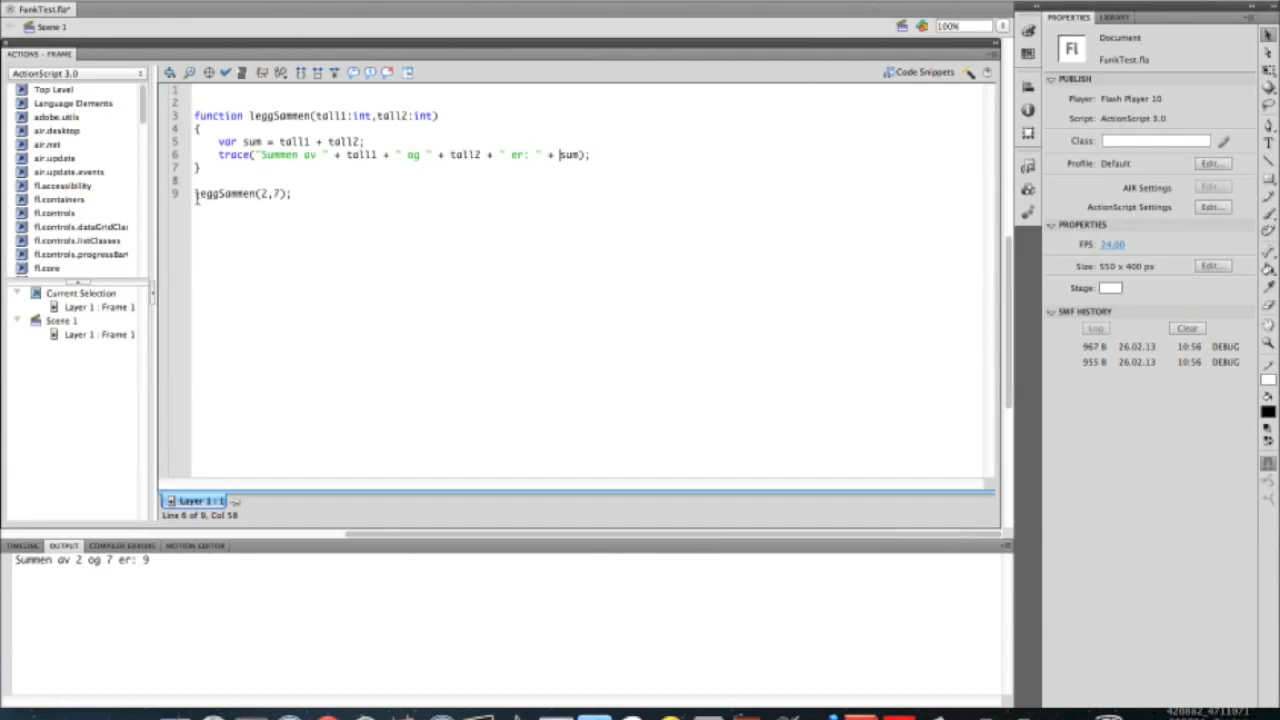 FunkTest.fla*
Scene 1
100%
ACTIONS - FRAME
ActionScript 3.0
Code Snippets
Top Level
Language Elements
adobe.utils
air.desktop
air.net
air.update
air.update.events
fl.accessibility
fl.containers
fl.controls
fl.controls.dataGridClas
fl.controls.listClasses
fl.controls.progressBar
fl.core
Current Selection
Layer 1 : Frame 1
Scene 1
Layer 1 : Frame 1
1
2
3 function leggSammen(tall1:int,tall2:int)
4 {
5 var sum = tall1 + tall2;
6 trace("Summen av " + tall1 + " og " + tall2 + " er: " + sum);
7 }
8
9 leggSammen(2,7);
Layer 1 : 1
Line 6 of 9, Col 58
TIMELINE OUTPUT COMPILER ERRORS MOTION EDITOR
Summen av 2 og 7 er: 9
PROPERTIES LIBRARY
Fl
Document
FunkTest.fla
PUBLISH
Player: Flash Player 10
Script: ActionScript 3.0
Class:
Profile: Default Edit...
AIR Settings Edit...
ActionScript Settings Edit...
PROPERTIES
FPS: 24.00
Size: 550 x 400 px Edit...
Stage:
SWF HISTORY
Log Clear
967 B 26.02.13 10:56 DEBUG
955 B 26.02.13 10:56 DEBUG